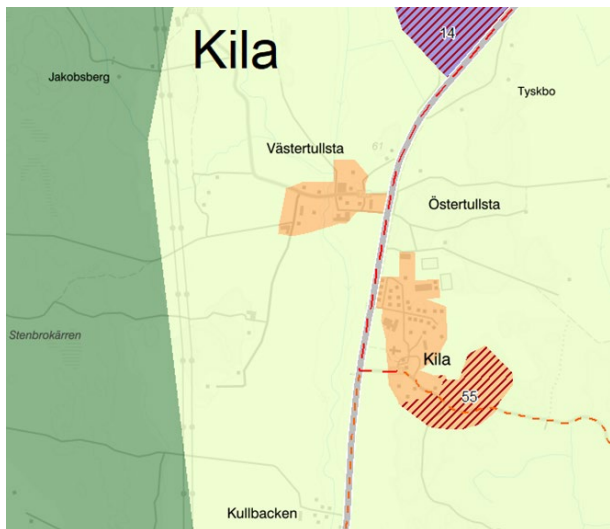 Kila
14
Jakobsberg
Tyskbo
61
Västertullsta
Östertullsta
Stenbrokärren
Kila
55
Kullbacken